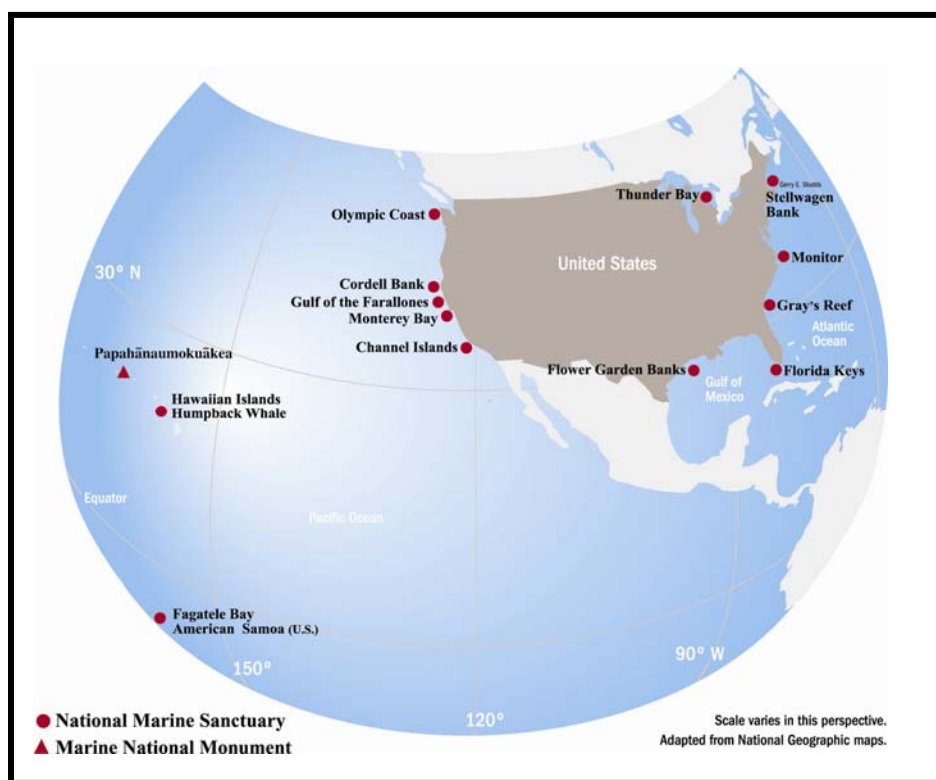 Gerry E. Studds
Stellwagen
Bank
Thunder Bay
Olympic Coast
Monitor
United States
30° N
Cordell Bank
Gulf of the Farallones
Monterey Bay
Gray's Reef
Atlantic
Ocean
Channel Islands
Papahānaumokuākea
Flower Garden Banks
Florida Keys
Gulf of
Mexico
Hawaiian Islands
Humpback Whale
Equator
Pacific Ocean
Fagatele Bay
American Samoa (U.S.)
90° W
150°
120°
National Marine Sanctuary
Marine National Monument
Scale varies in this perspective.
Adapted from National Geographic maps.